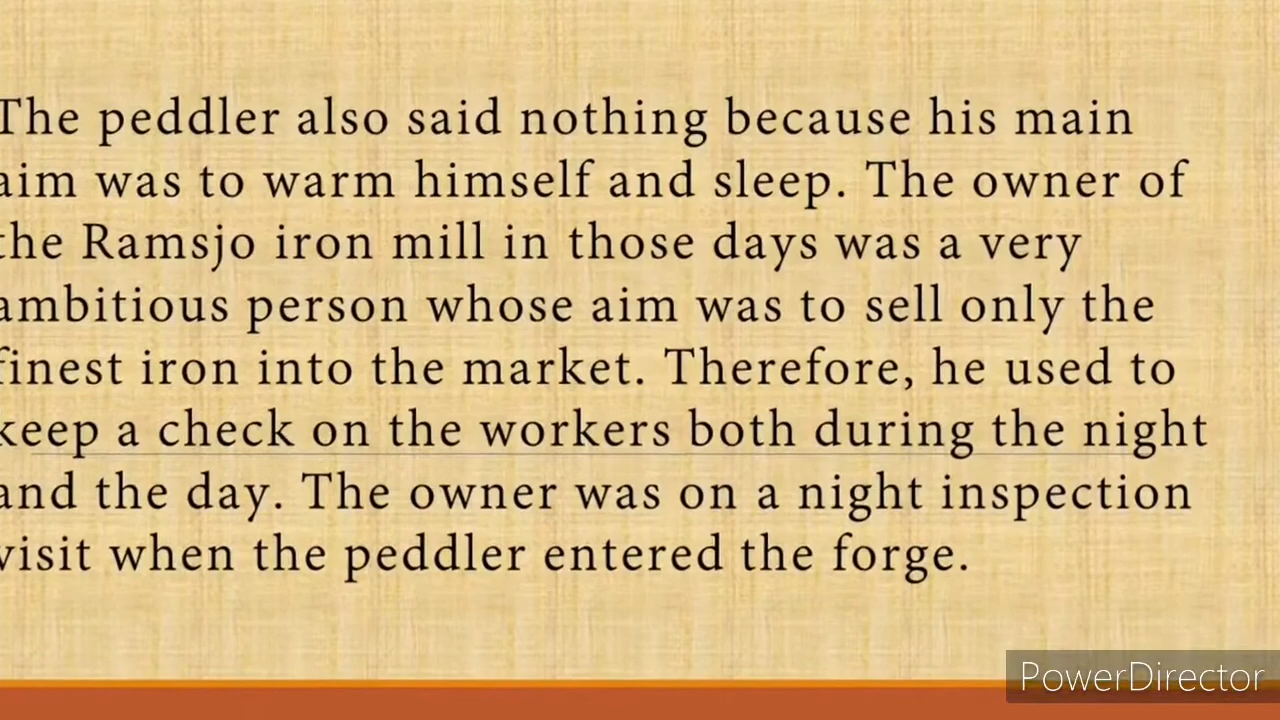 The peddler also said nothing because his main
aim was to warm himself and sleep. The owner of
the Ramsjo iron mill in those days was a very
ambitious person whose aim was to sell only the
finest iron into the market. Therefore, he used to
keep a check on the workers both during the night
and the day. The owner was on a night inspection
visit when the peddler entered the forge.
PowerDirector